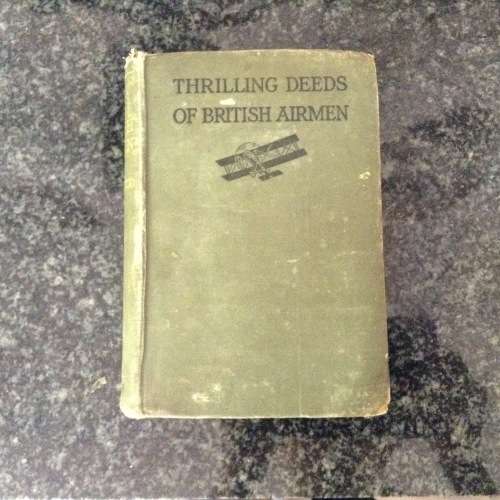 THRILLING DEEDS
OF BRITISH AIRMEN